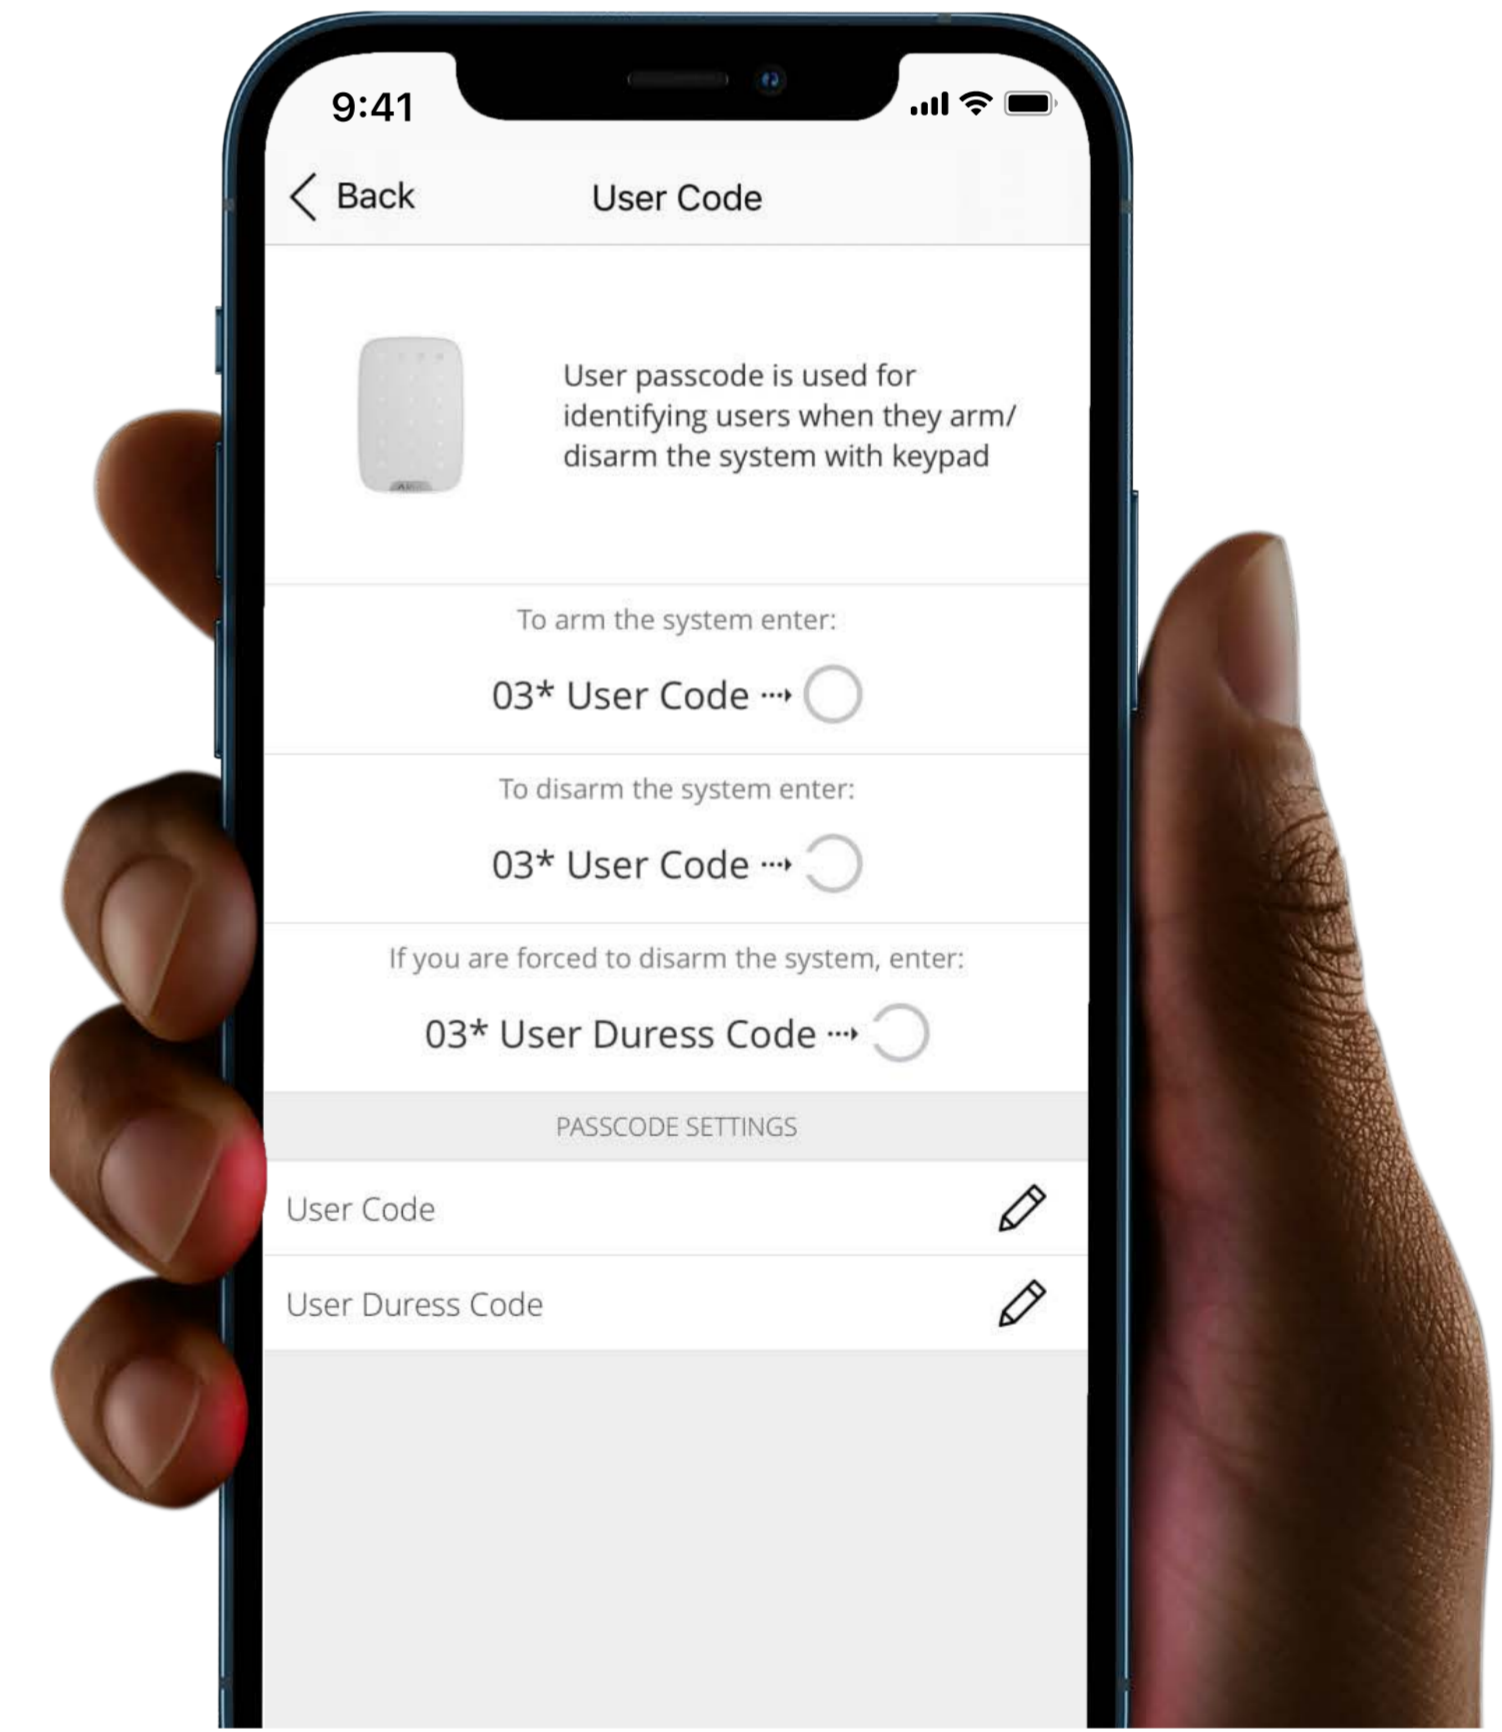 9:41
Back
User Code
User passcode is used for
identifying users when they arm/
disarm the system with keypad
To arm the system enter:
03* User Code
To disarm the system enter:
03* User Code
If you are forced to disarm the system, enter:
03* User Duress Code
PASSCODE SETTINGS
User Code
User Duress Code